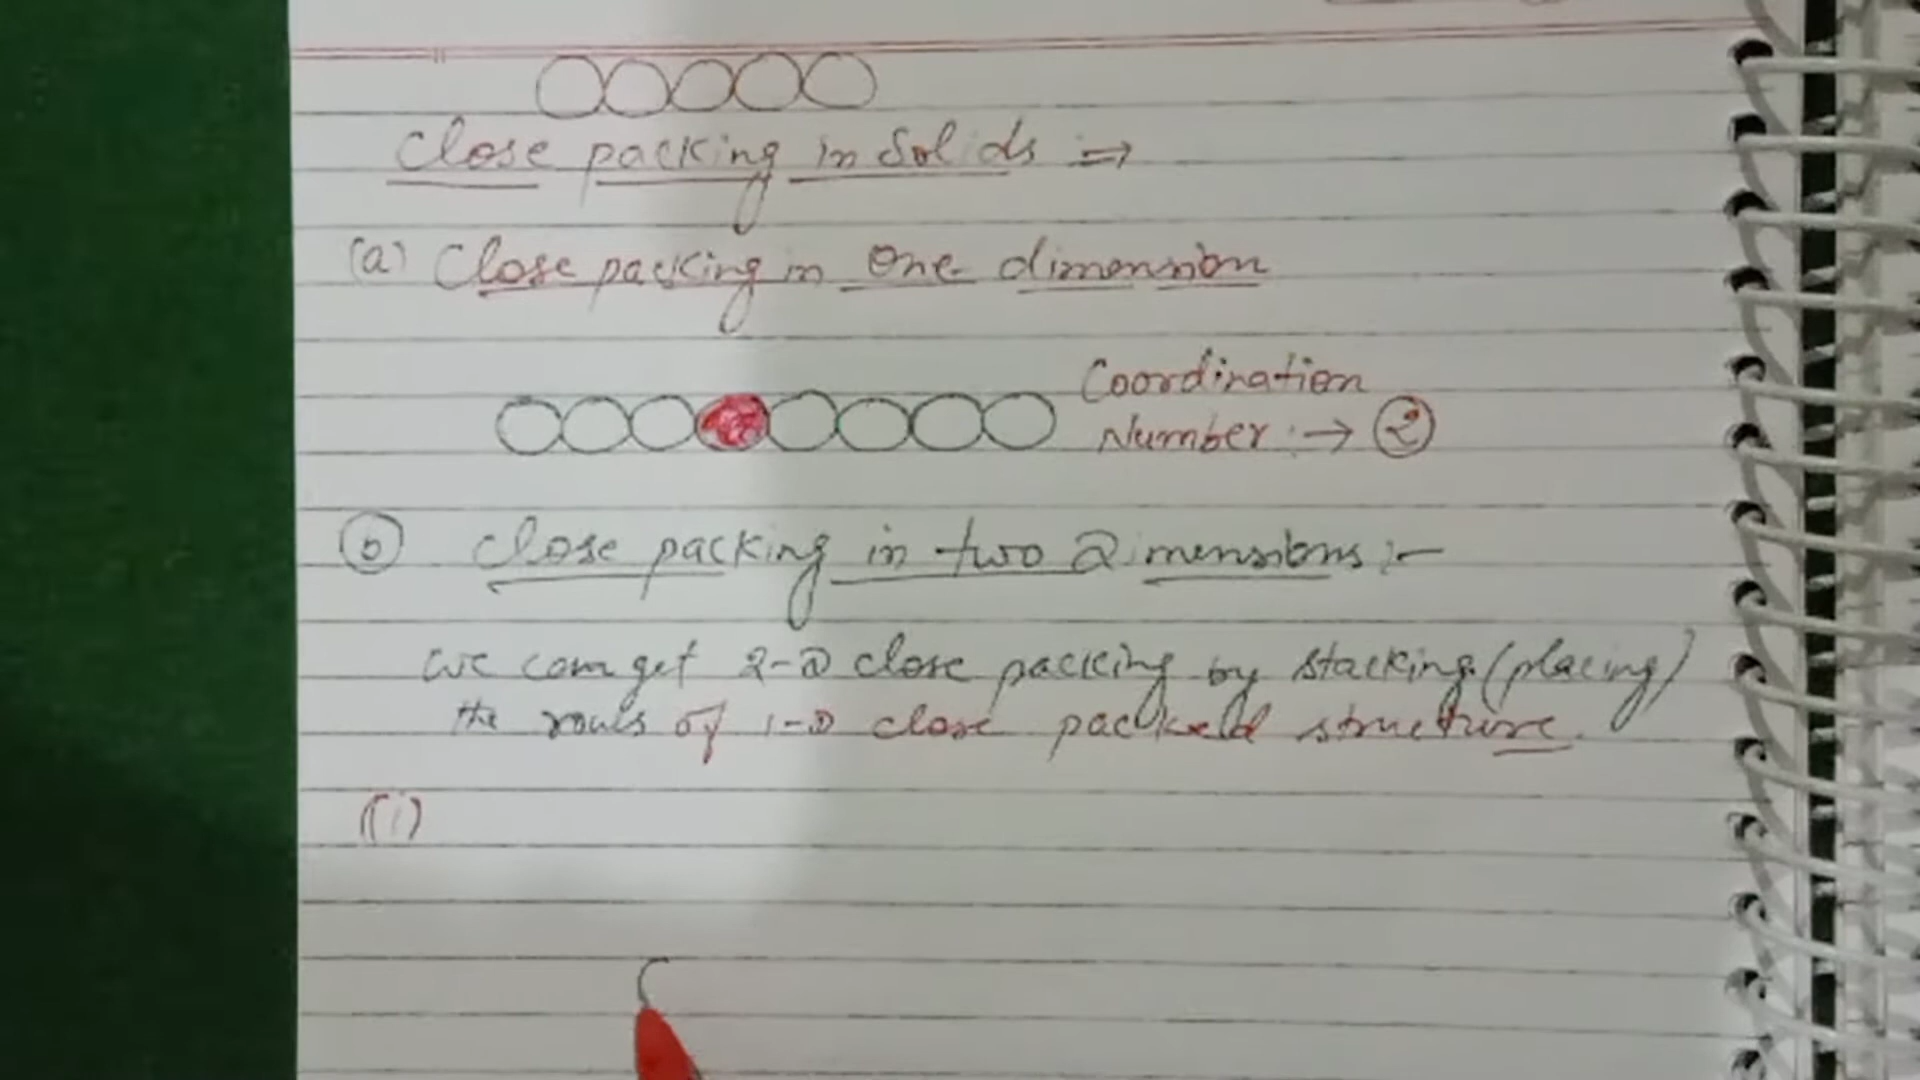 Close packing in Solids ⇒
(a) Close packing in One dimension
Coordination
Number :→ ②
ⓑ Close packing in two Dimensions :-
we can get 2-D close packing by stacking (placing)
the rows of 1-D close packed structure.
(i)